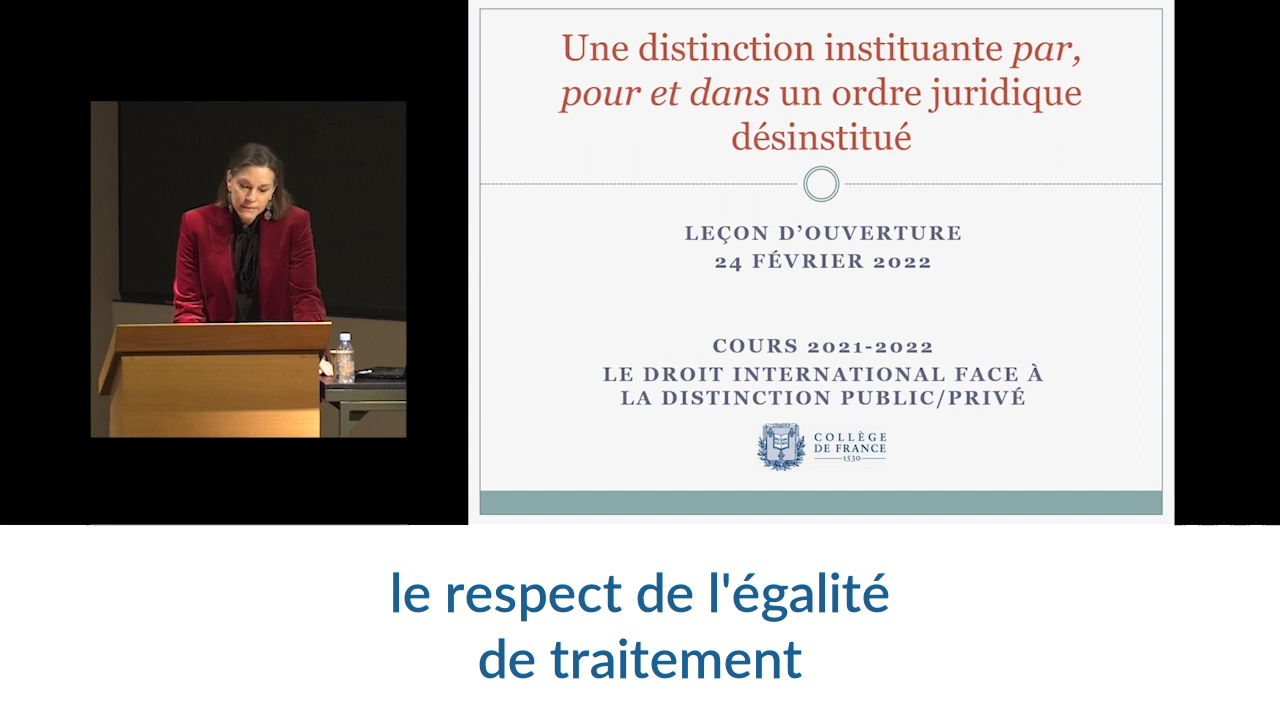 Une distinction instituante par,
pour et dans un ordre juridique
désinstitué
LEÇON D'OUVERTURE
24 FÉVRIER 2022
COURS 2021-2022
LE DROIT INTERNATIONAL FACE À
LA DISTINCTION PUBLIC/PRIVÉ
COLLÈGE
DE FRANCE
1530
le respect de l'égalité
de traitement